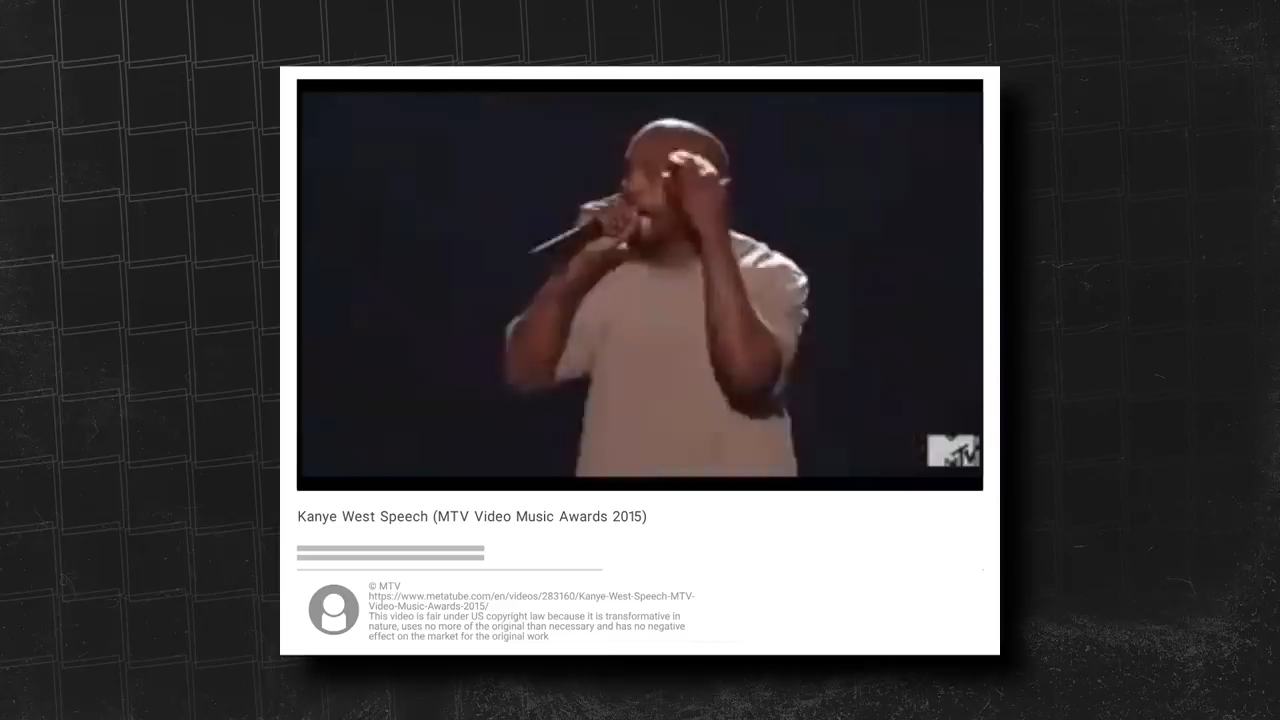 MTV
Kanye West Speech (MTV Video Music Awards 2015)
© MTV
https://www.metatube.com/en/videos/283160/Kanye-West-Speech-MTV-
Video-Music-Awards-2015/
This video is fair under US copyright law because it is transformative in
nature, uses no more of the original than necessary and has no negative
effect on the market for the original work